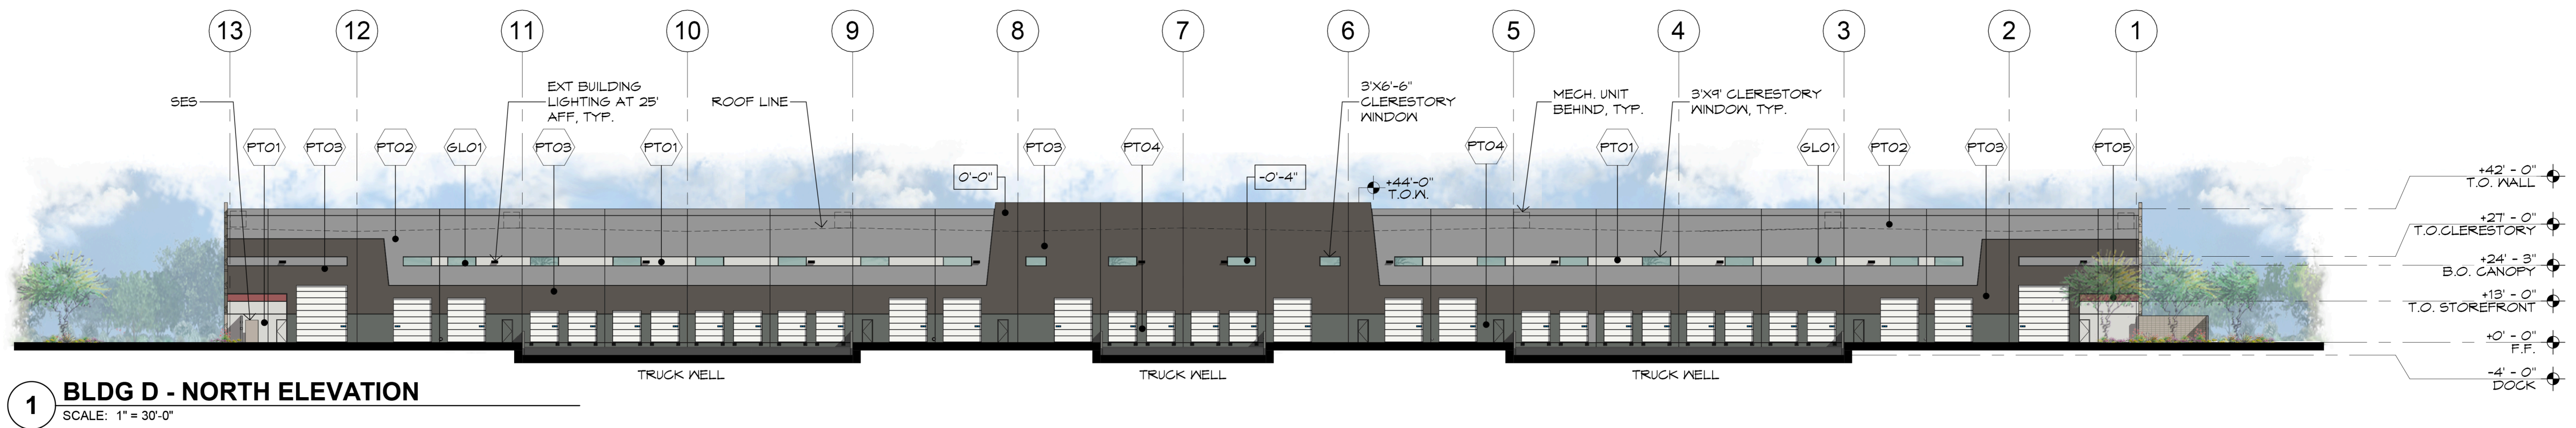 13 12 11 10 9 8 7 6 5 4 3 2 1
SES
EXT BUILDING
LIGHTING AT 25'
AFF, TYP.
ROOF LINE
3'X6'-6"
CLERESTORY
WINDOW
MECH. UNIT
BEHIND, TYP.
3'X9' CLERESTORY
WINDOW, TYP.
PT01 PT03 PT02 GL01 PT03 PT01 PT03 PT04 PT04 PT01 GL01 PT02 PT03 PT05
0'-0"
-0'-4"
+44'-0"
T.O.W.
+42' - 0"
T.O. WALL
+27' - 0"
T.O.CLERESTORY
+24' - 3"
B.O. CANOPY
+13' - 0"
T.O. STOREFRONT
+0' - 0"
F.F.
-4' - 0"
DOCK
TRUCK WELL TRUCK WELL TRUCK WELL
1 BLDG D - NORTH ELEVATION
SCALE: 1" = 30'-0"